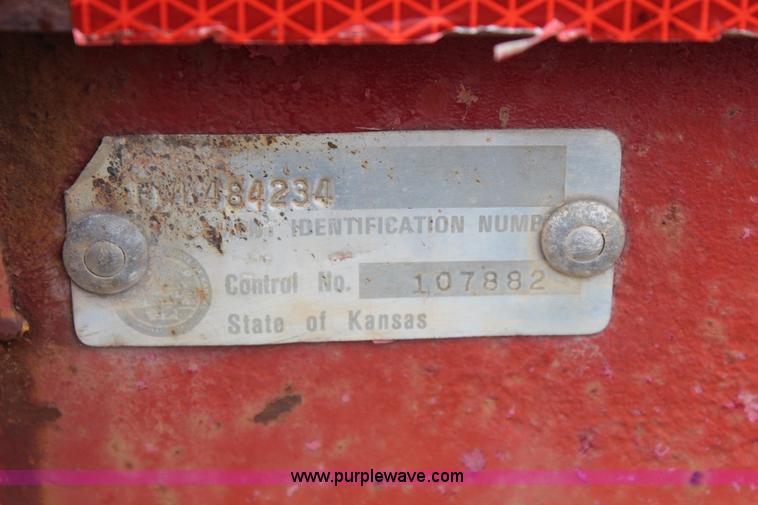 484234
IDENTIFICATION NUMB
Control No. 107882
State of Kansas
www.purplewave.com